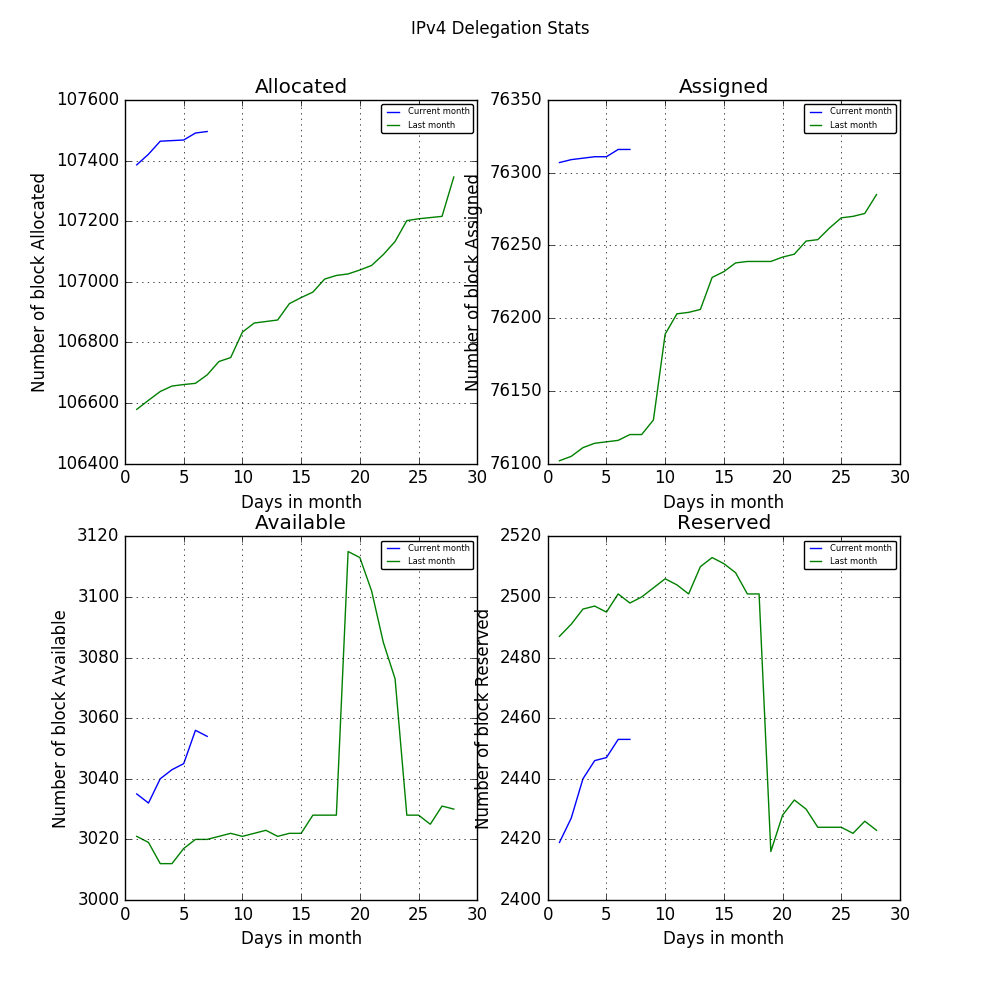 IPv4 Delegation Stats
Allocated
Number of block Allocated
107600
107400
107200
107000
106800
106600
106400
Current month
Last month
0 5 10 15 20 25 30
Days in month
Assigned
Number of block Assigned
76350
76300
76250
76200
76150
76100
Current month
Last month
0 5 10 15 20 25 30
Days in month
Available
Number of block Available
3120
3100
3080
3060
3040
3020
3000
Current month
Last month
0 5 10 15 20 25 30
Days in month
Reserved
Number of block Reserved
2520
2500
2480
2460
2440
2420
2400
Current month
Last month
0 5 10 15 20 25 30
Days in month